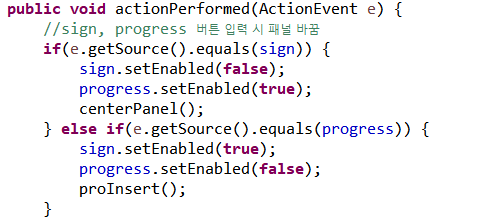 public void actionPerformed(ActionEvent e) {
//sign, progress 버튼 입력 시 패널 바꿈
if(e.getSource().equals(sign)) {
sign.setEnabled(false);
progress.setEnabled(true);
centerPanel();
} else if(e.getSource().equals(progress)) {
sign.setEnabled(true);
progress.setEnabled(false);
proInsert();
}